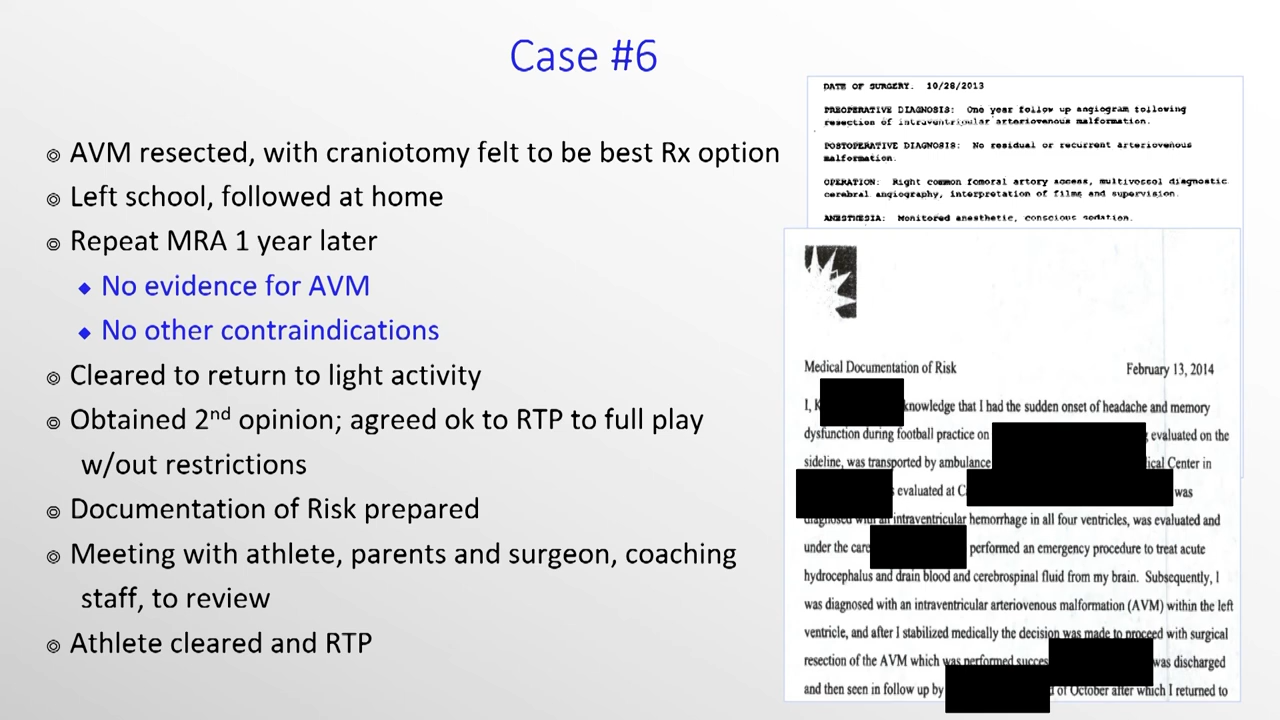 Case #6
AVM resected, with craniotomy felt to be best Rx option
Left school, followed at home
Repeat MRA 1 year later
No evidence for AVM
No other contraindications
Cleared to return to light activity
Obtained 2nd opinion; agreed ok to RTP to full play
w/out restrictions
Documentation of Risk prepared
Meeting with athlete, parents and surgeon, coaching
staff, to review
Athlete cleared and RTP
DATE OF SURGERY. 10/28/2013
PREOPERATIVE DIAGNOSIS: One year follow up angiogram following
resection of intraventricular arteriovenous malformation.
POSTOPERATIVE DIAGNOSIS: No residual or recurrent arteriovenous
malformation.
OPERATION: Right common femoral artery access, multivessel diagnostic
cerebral angiography, interpretation of films and supervision.
ANESTHESIA: Monitored anesthetic, conscious sedation.
Medical Documentation of Risk February 13, 2014
I, K knowledge that I had the sudden onset of headache and memory
dysfunction during football practice on evaluated on the
sideline, was transported by ambulance ical Center in
evaluated at C was
diagnosed with an intraventricular hemorrhage in all four ventricles, was evaluated and
under the care performed an emergency procedure to treat acute
hydrocephalus and drain blood and cerebrospinal fluid from my brain. Subsequently, I
was diagnosed with an intraventricular arteriovenous malformation (AVM) within the left
ventricle, and after I stabilized medically the decision was made to proceed with surgical
resection of the AVM which was performed succes was discharged
and then seen in follow up by of October after which I returned to